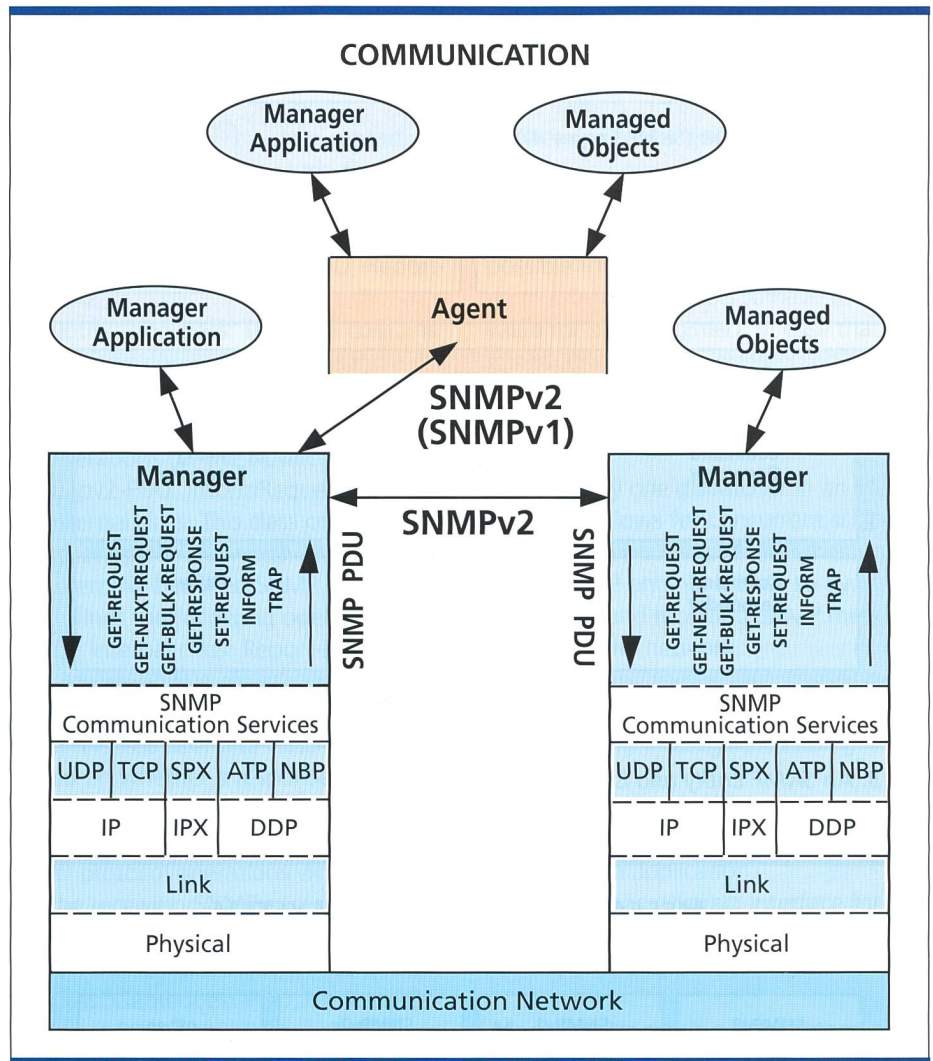 COMMUNICATION
Manager
Application
Managed
Objects
Agent
Manager
Application
Managed
Objects
SNMPv2
(SNMPv1)
Manager
GET-REQUEST
GET-NEXT-REQUEST
GET-BULK-REQUEST
GET-RESPONSE
SET-REQUEST
INFORM
TRAP
SNMP PDU
SNMPv2
SNMP PDU
Manager
GET-REQUEST
GET-NEXT-REQUEST
GET-BULK-REQUEST
GET-RESPONSE
SET-REQUEST
INFORM
TRAP
SNMP
Communication Services
UDP TCP SPX ATP NBP
IP IPX DDP
Link
Physical
SNMP
Communication Services
UDP TCP SPX ATP NBP
IP IPX DDP
Link
Physical
Communication Network